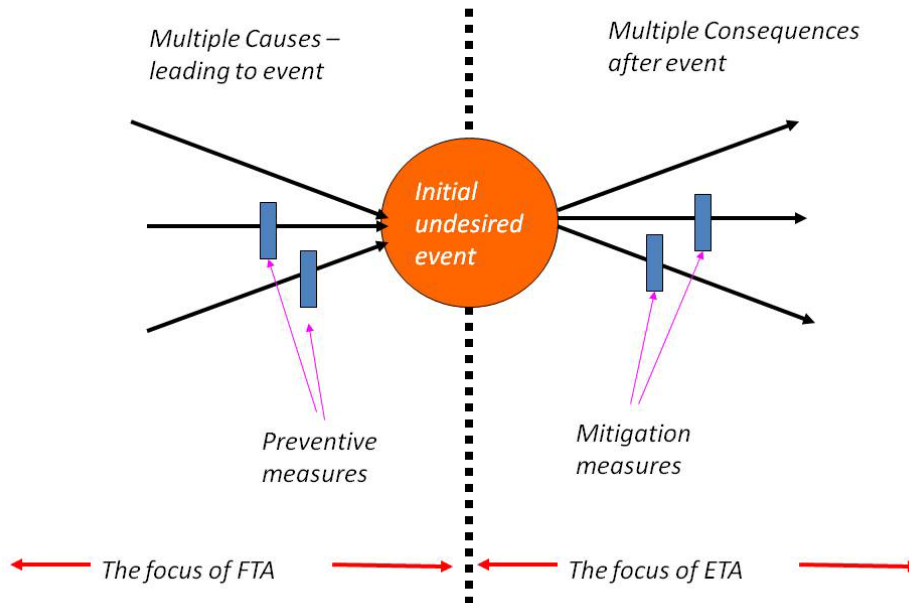 Multiple Causes –
leading to event
Multiple Consequences
after event
Initial
undesired
event
Preventive
measures
Mitigation
measures
The focus of FTA
The focus of ETA